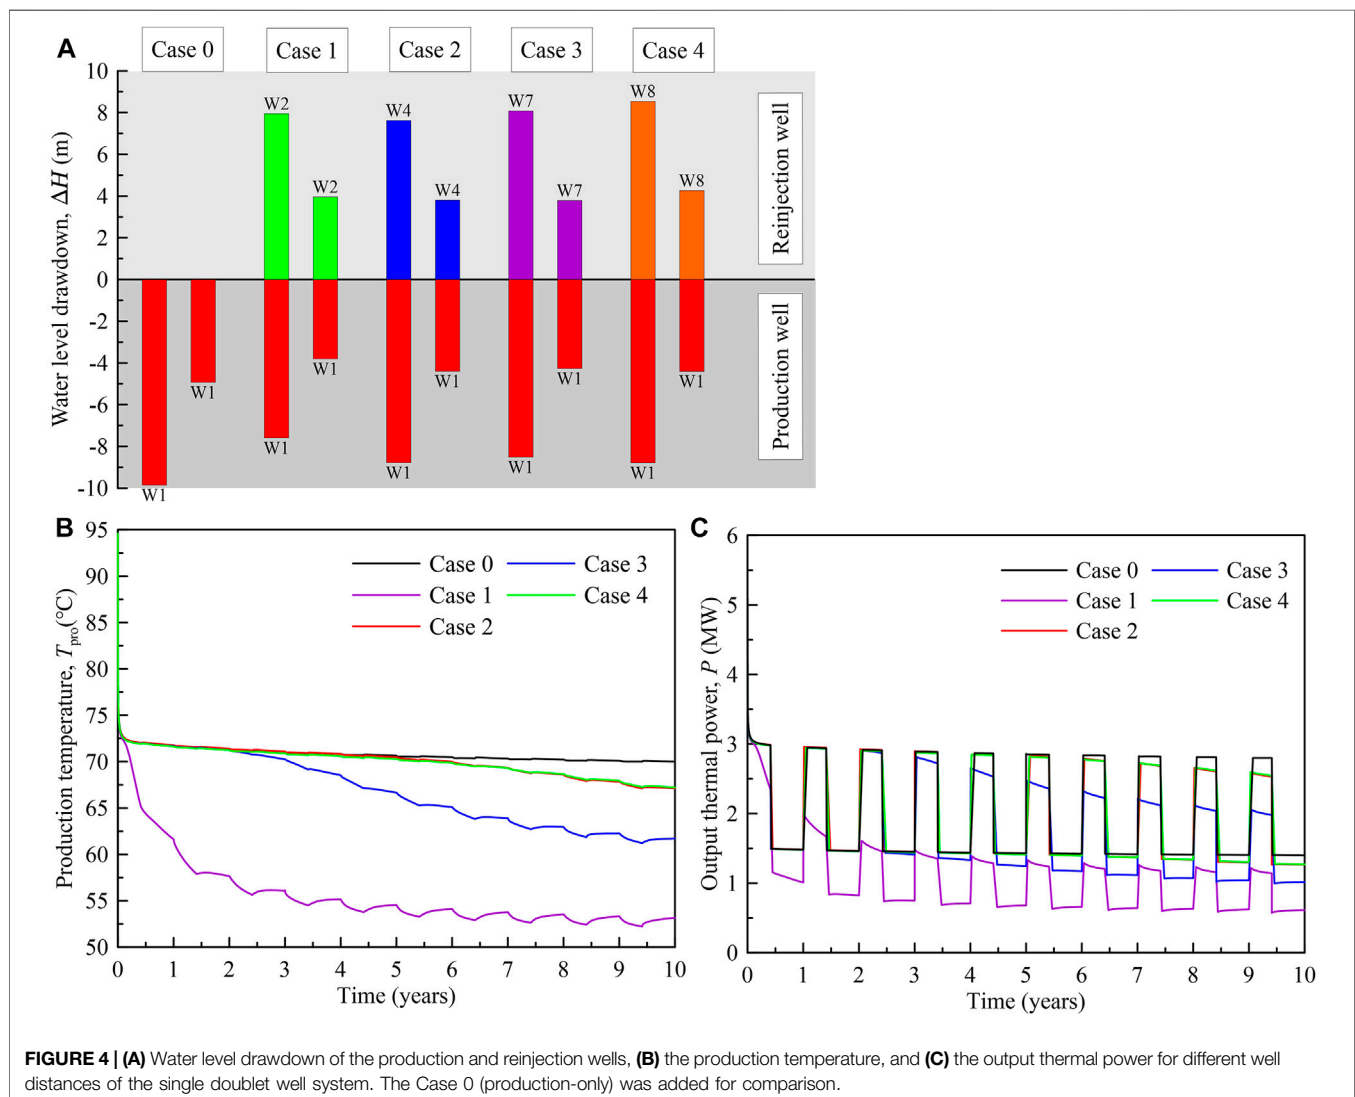 A
Case 0 Case 1 Case 2 Case 3 Case 4
Water level drawdown, ΔH (m)
10
8
6
4
2
0
-2
-4
-6
-8
-10
W2 W2 W4 W4 W7 W7 W8 W8
W1 W1 W1 W1 W1 W1 W1 W1 W1 W1
Reinjection well
Production well
B
Production temperature, Tpro(°C)
95
90
85
80
75
70
65
60
55
50
Case 0 Case 3
Case 1 Case 4
Case 2
0 1 2 3 4 5 6 7 8 9 10
Time (years)
C
Output thermal power, P (MW)
6
5
4
3
2
1
0
Case 0 Case 3
Case 1 Case 4
Case 2
0 1 2 3 4 5 6 7 8 9 10
Time (years)
FIGURE 4 | (A) Water level drawdown of the production and reinjection wells, (B) the production temperature, and (C) the output thermal power for different well
distances of the single doublet well system. The Case 0 (production-only) was added for comparison.